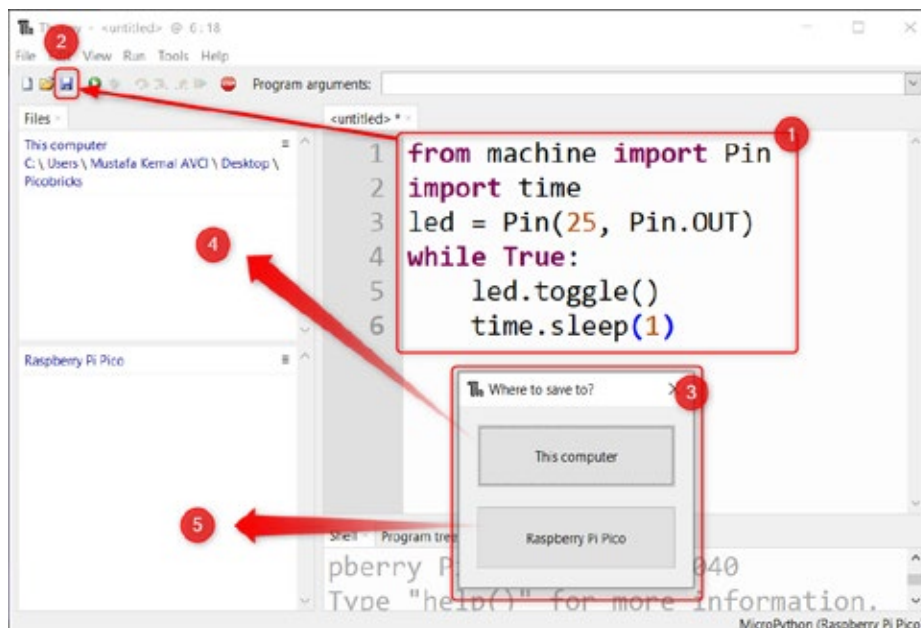 - <untitled> @ 6:18
File View Run Tools Help
Program arguments:
Files
<untitled> *
This computer
C: \ Users \ Mustafa Kemal AVCI \ Desktop \
Picobricks
Raspberry Pi Pico
1 from machine import Pin
2 import time
3 led = Pin(25, Pin.OUT)
4 while True:
5 led.toggle()
6 time.sleep(1)
1
2
3
4
5
Where to save to?
This computer
Raspberry Pi Pico
Shell Program tree
pberry P 040
Type "help()" for more information.
MicroPython (Raspberry Pi Pico